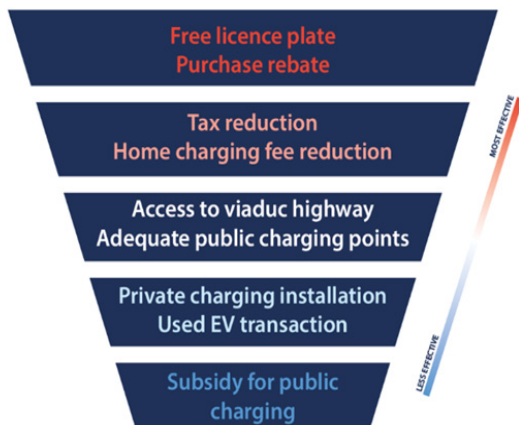 Free licence plate
Purchase rebate
Tax reduction
Home charging fee reduction
Access to viaduc highway
Adequate public charging points
Private charging installation
Used EV transaction
Subsidy for public
charging
MOST EFFECTIVE
LESS EFFECTIVE